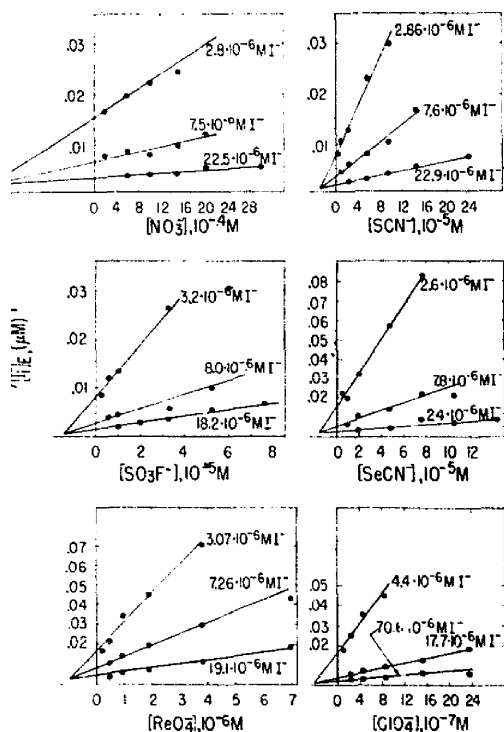 .03
.02
.01
2.8·10⁻⁶M I⁻
7.5·10⁻⁶M I⁻
22.5·10⁻⁶M I⁻
0 4 8 12 16 20 24 28
[NO₃⁻],10⁻⁴M
.03
.02
.01
2.86·10⁻⁶M I⁻
7.6·10⁻⁶M I⁻
22.9·10⁻⁶M I⁻
0 4 8 12 16 20 24
[SCN⁻],10⁻⁵M
.03
.02
.01
3.2·10⁻⁶M I⁻
8.0·10⁻⁶M I⁻
18.2·10⁻⁶M I⁻
0 2 4 6 8
[SO₃F⁻],10⁻⁵M
.08
.06
.05
.04
.03
.02
2.6·10⁻⁶M I⁻
7.8·10⁻⁶M I⁻
24·10⁻⁶M I⁻
0 2 4 6 8 10 12
[SeCN⁻],10⁻⁵M
.07
.05
.04
.03
.02
3.07·10⁻⁶M I⁻
7.26·10⁻⁶M I⁻
19.1·10⁻⁶M I⁻
0 1 2 3 4 5 6 7
[ReO₄⁻],10⁻⁶M
.05
.04
.03
.02
4.4·10⁻⁶M I⁻
70.6·10⁻⁶M I⁻
17.7·10⁻⁶M I⁻
0 4 8 12 16 20 24
[ClO₄⁻],10⁻⁷M